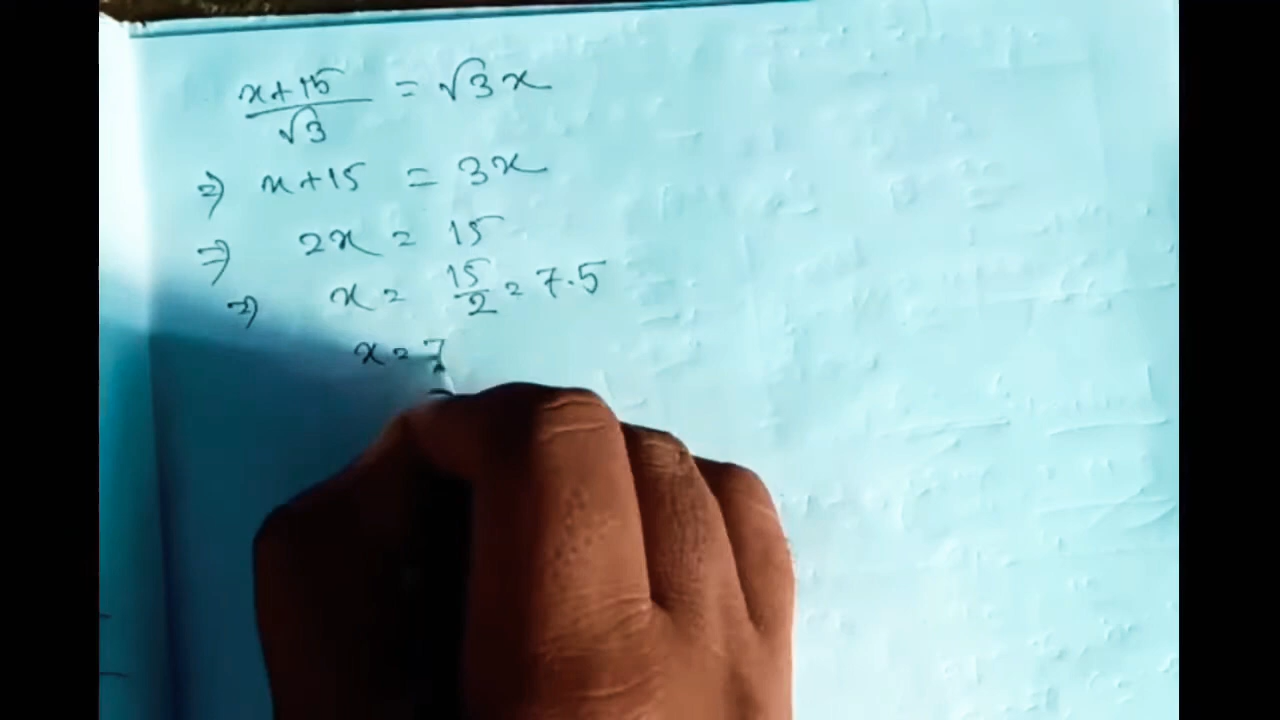 x+15/√3 = √3x
⇒ x+15 = 3x
⇒ 2x = 15
⇒ x = 15/2 = 7.5
x = 7